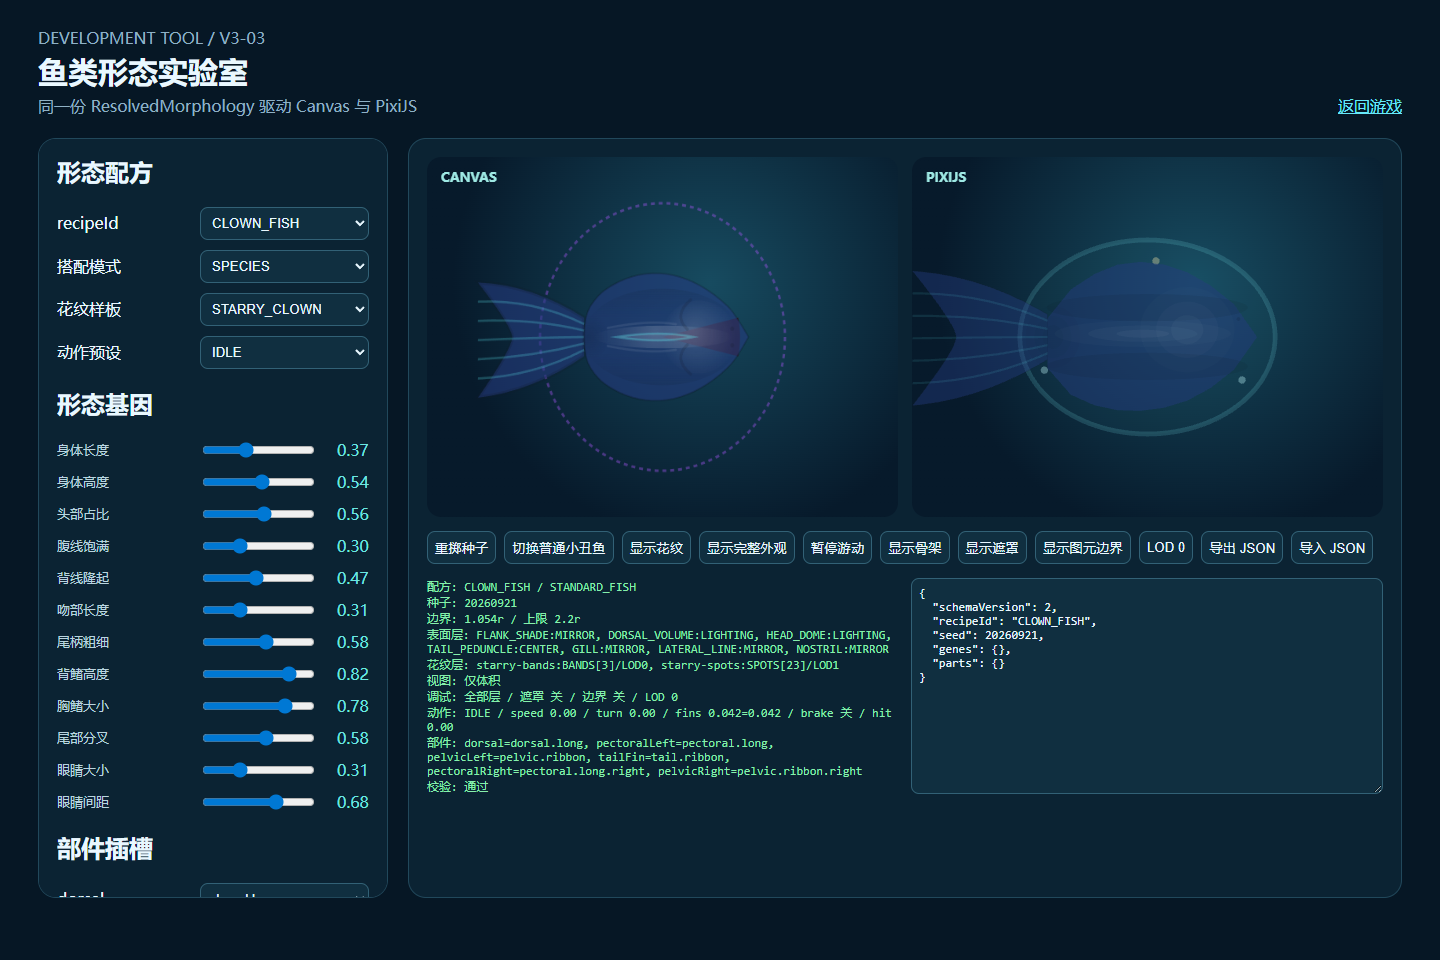 DEVELOPMENT TOOL / V3-03
鱼类形态实验室
同一份 ResolvedMorphology 驱动 Canvas 与 PixiJS
返回游戏
形态配方
recipeId
CLOWN_FISH
搭配模式
SPECIES
花纹样板
STARRY_CLOWN
动作预设
IDLE
形态基因
身体长度 0.37
身体高度 0.54
头部占比 0.56
腹线饱满 0.30
背线隆起 0.47
吻部长度 0.31
尾柄粗细 0.58
背鳍高度 0.82
胸鳍大小 0.78
尾部分叉 0.58
眼睛大小 0.31
眼睛间距 0.68
部件插槽
CANVAS
PIXIJS
重掷种子 切换普通小丑鱼 显示花纹 显示完整外观 暂停游动 显示骨架 显示遮罩 显示图元边界 LOD 0 导出 JSON 导入 JSON
配方: CLOWN_FISH / STANDARD_FISH
种子: 20260921
边界: 1.054r / 上限 2.2r
表面层: FLANK_SHADE:MIRROR, DORSAL_VOLUME:LIGHTING, HEAD_DOME:LIGHTING,
TAIL_PEDUNCLE:CENTER, GILL:MIRROR, LATERAL_LINE:MIRROR, NOSTRIL:MIRROR
花纹层: starry-bands:BANDS[3]/LOD0, starry-spots:SPOTS[23]/LOD1
视图: 仅体积
调试: 全部层 / 遮罩 关 / 边界 关 / LOD 0
动作: IDLE / speed 0.00 / turn 0.00 / fins 0.042=0.042 / brake 关 / hit
0.00
部件: dorsal=dorsal.long, pectoralLeft=pectoral.long,
pelvicLeft=pelvic.ribbon, tailFin=tail.ribbon,
pectoralRight=pectoral.long.right, pelvicRight=pelvic.ribbon.right
校验: 通过
{
"schemaVersion": 2,
"recipeId": "CLOWN_FISH",
"seed": 20260921,
"genes": {},
"parts": {}
}